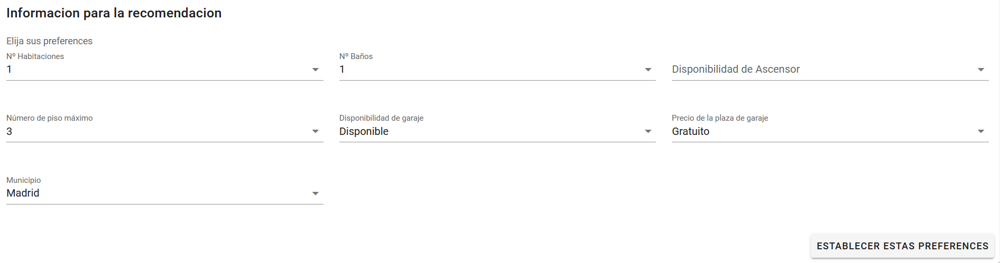 Informacion para la recomendacion
Elija sus preferences
Nº Habitaciones
1
Nº Baños
1
Disponibilidad de Ascensor
Número de piso máximo
3
Disponibilidad de garaje
Disponible
Precio de la plaza de garaje
Gratuito
Municipio
Madrid
ESTABLECER ESTAS PREFERENCES